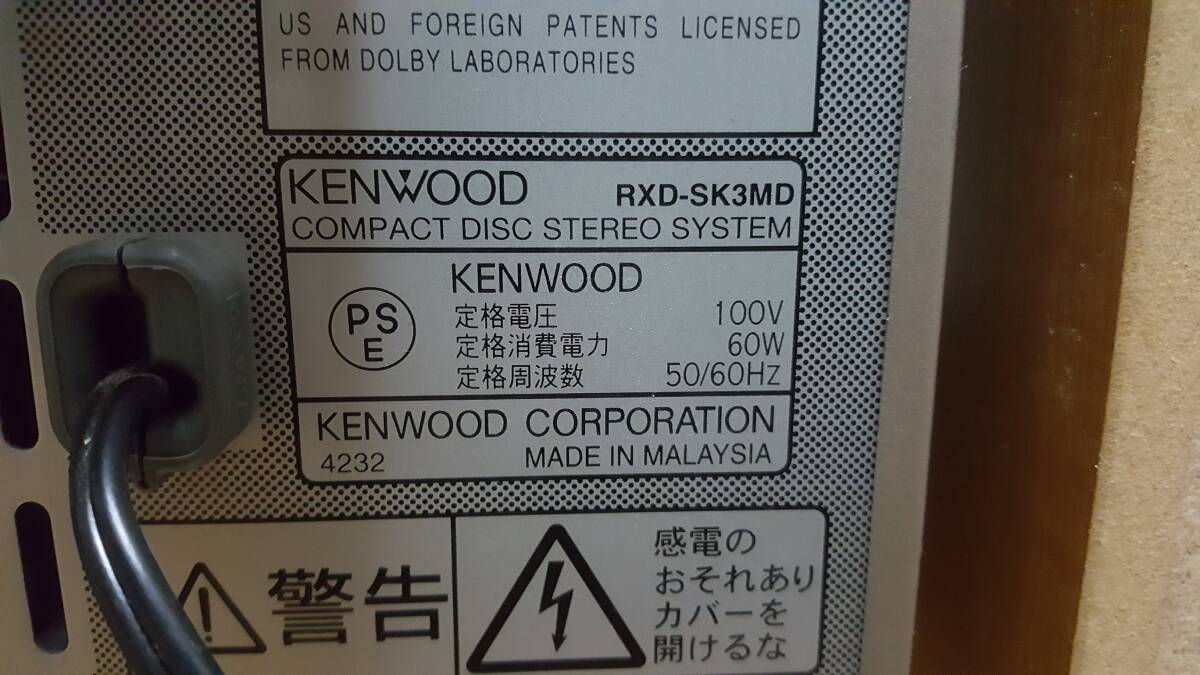 US AND FOREIGN PATENTS LICENSED
FROM DOLBY LABORATORIES
KENWOOD RXD-SK3MD
COMPACT DISC STEREO SYSTEM
KENWOOD
PSE
定格電圧 100V
定格消費電力 60W
定格周波数 50/60Hz
KENWOOD CORPORATION
4232 MADE IN MALAYSIA
警告
感電の
おそれあり
カバーを
開けるな